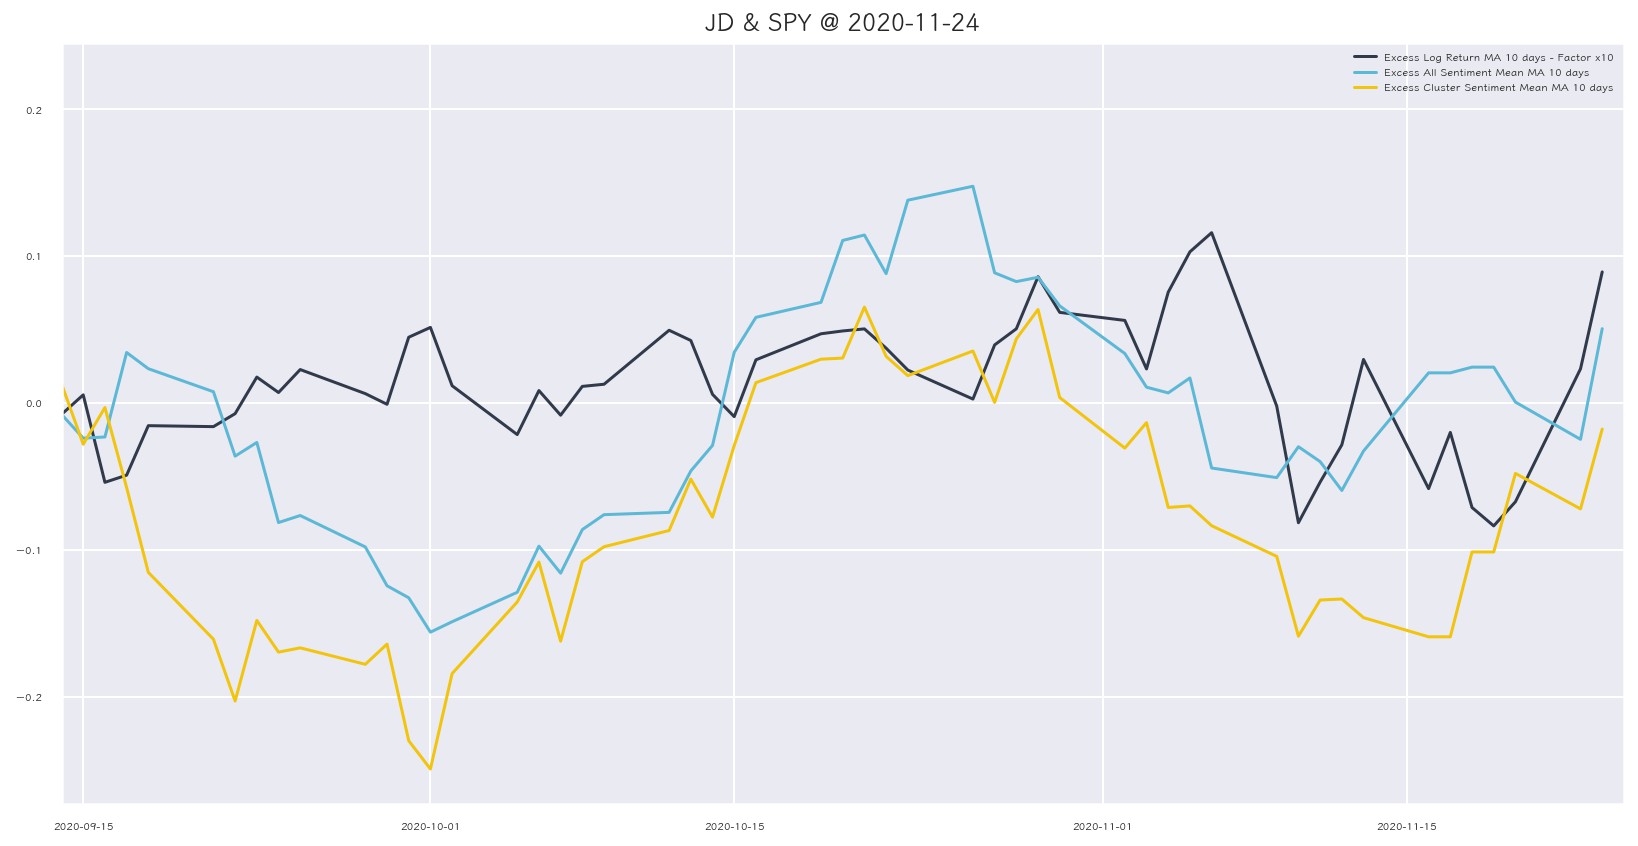 JD & SPY @ 2020-11-24
Excess Log Return MA 10 days - Factor x10
Excess All Sentiment Mean MA 10 days
Excess Cluster Sentiment Mean MA 10 days
0.2
0.1
0.0
−0.1
−0.2
2020-09-15
2020-10-01
2020-10-15
2020-11-01
2020-11-15